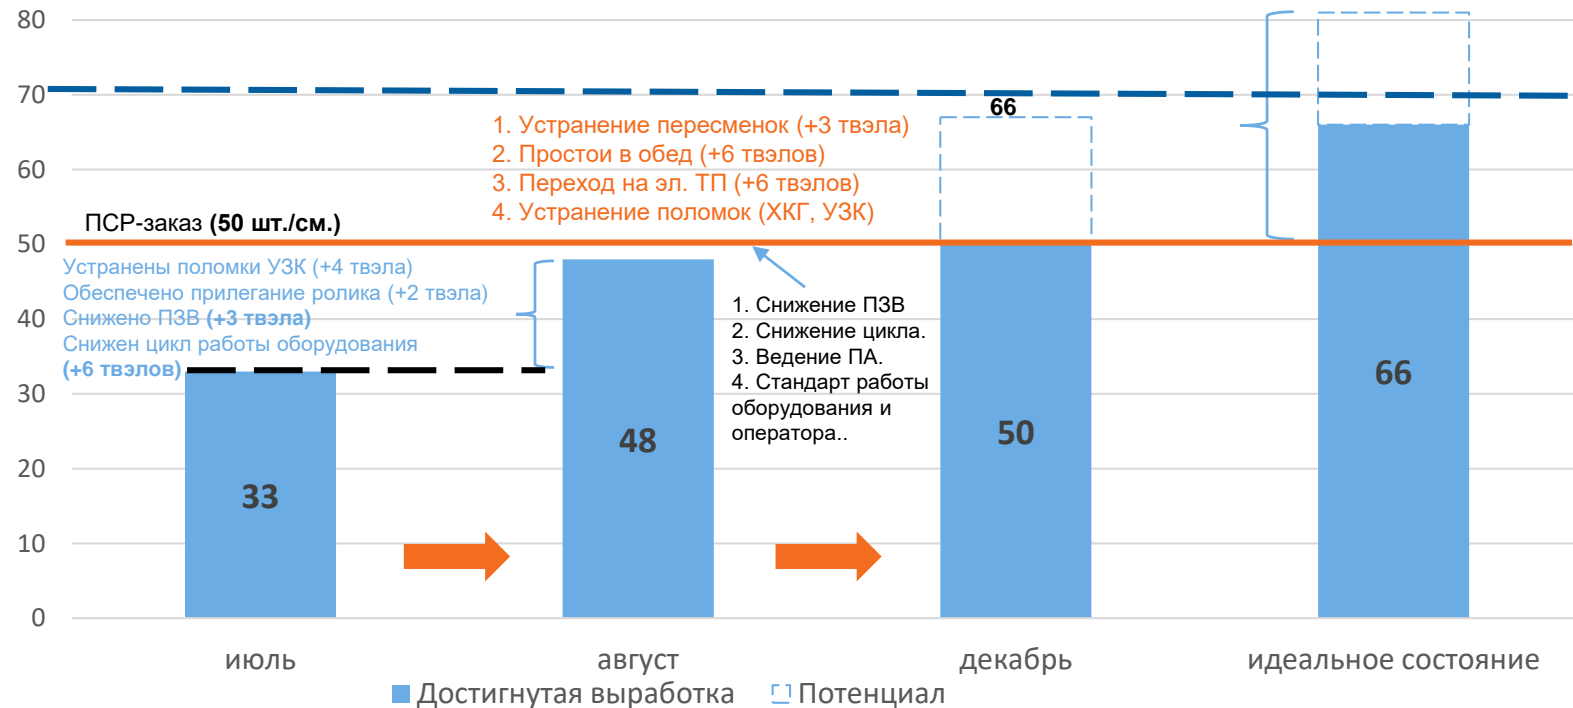 80
70
60
50
40
30
20
10
0
66
1. Устранение пересменок (+3 твэла)
2. Простои в обед (+6 твэлов)
3. Переход на эл. ТП (+6 твэлов)
4. Устранение поломок (ХКГ, УЗК)
ПСР-заказ (50 шт./см.)
Устранены поломки УЗК (+4 твэла)
Обеспечено прилегание ролика (+2 твэла)
Снижено ПЗВ (+3 твэла)
Снижен цикл работы оборудования
(+6 твэлов)
1. Снижение ПЗВ
2. Снижение цикла.
3. Ведение ПА.
4. Стандарт работы
оборудования и
оператора..
33
48
50
66
июль
август
декабрь
идеальное состояние
Достигнутая выработка
Потенциал